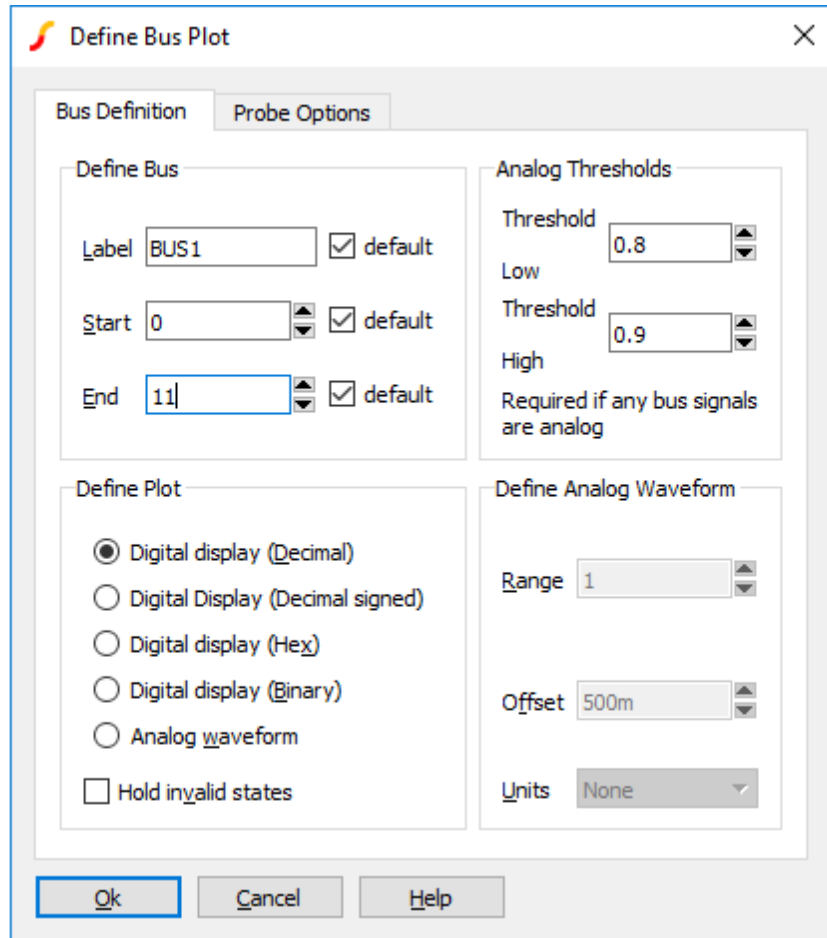 Define Bus Plot
Bus Definition
Probe Options
Define Bus
Label BUS1 default
Start 0 default
End 11 default
Analog Thresholds
Threshold
Low 0.8
Threshold
High 0.9
Required if any bus signals
are analog
Define Plot
Digital display (Decimal)
Digital Display (Decimal signed)
Digital display (Hex)
Digital display (Binary)
Analog waveform
Hold invalid states
Define Analog Waveform
Range 1
Offset 500m
Units None
Ok
Cancel
Help